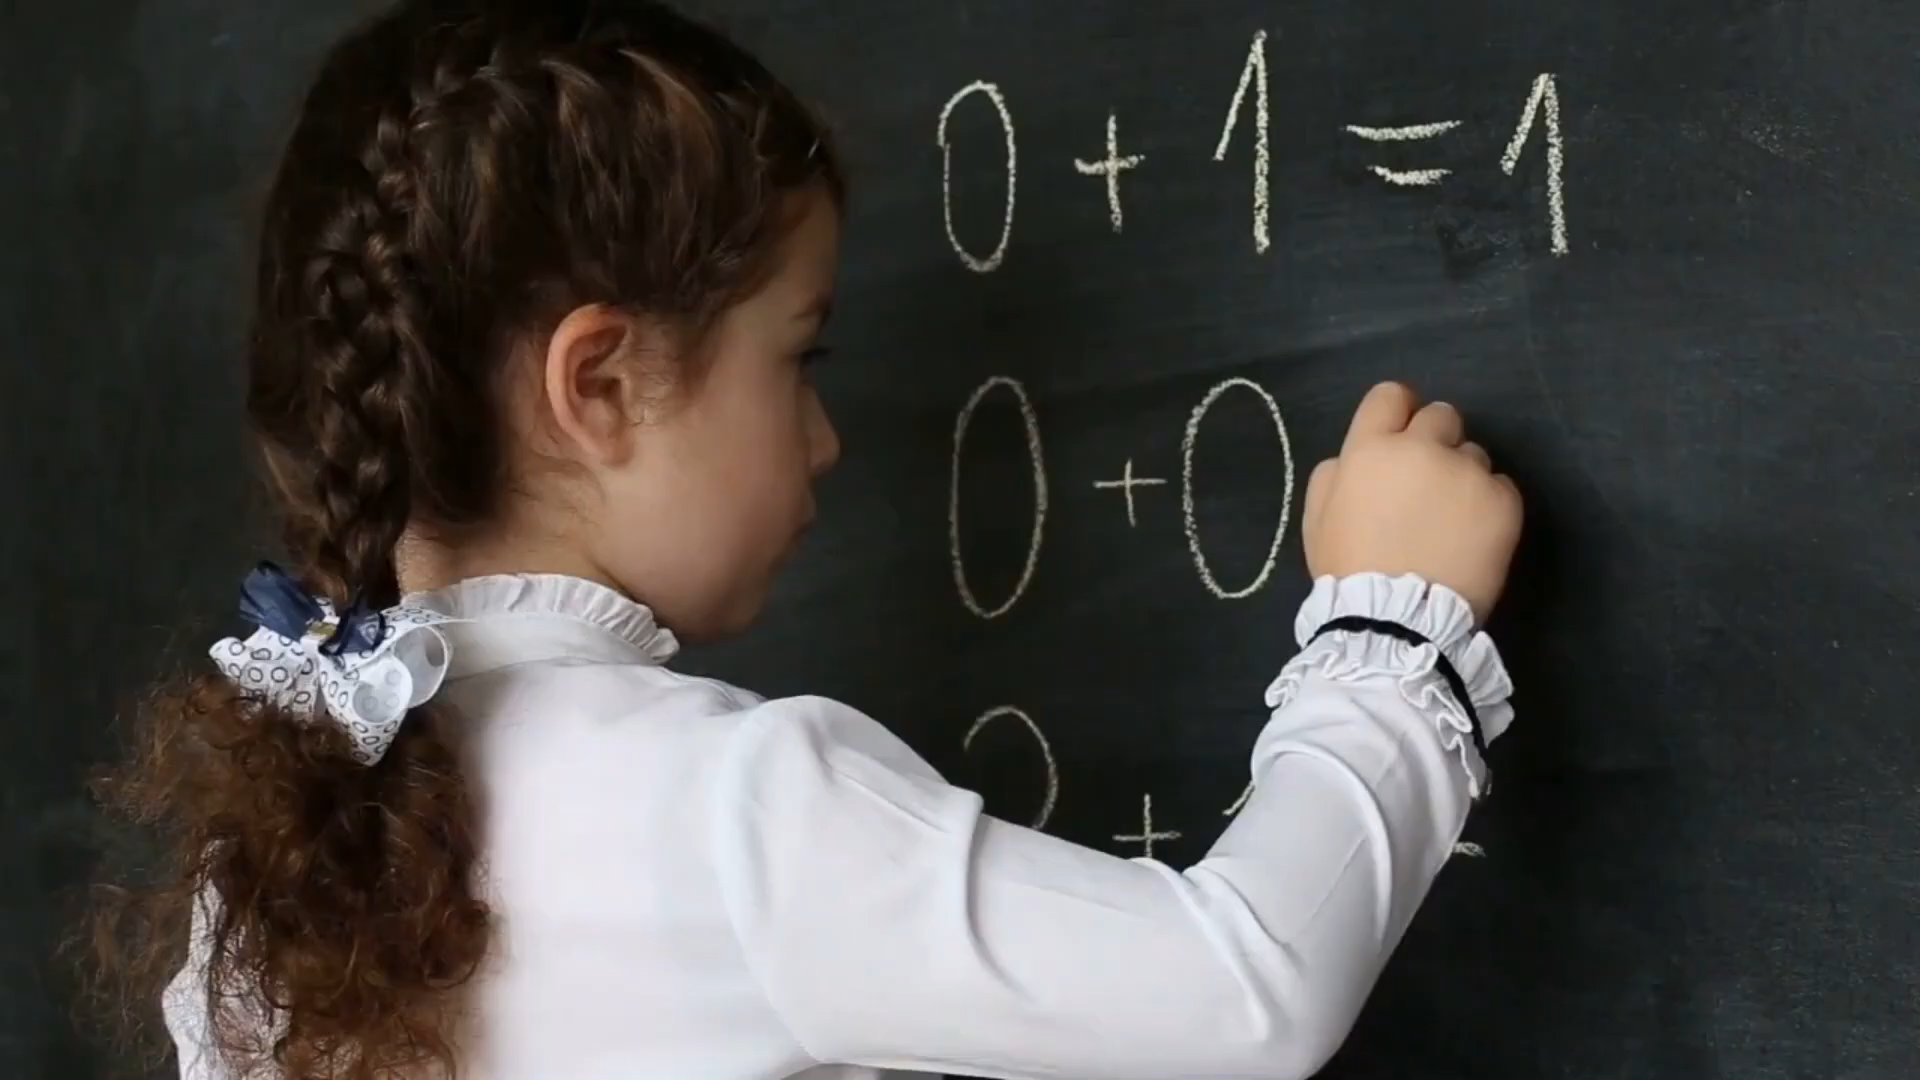 0 + 1 = 1
0 + 0
+